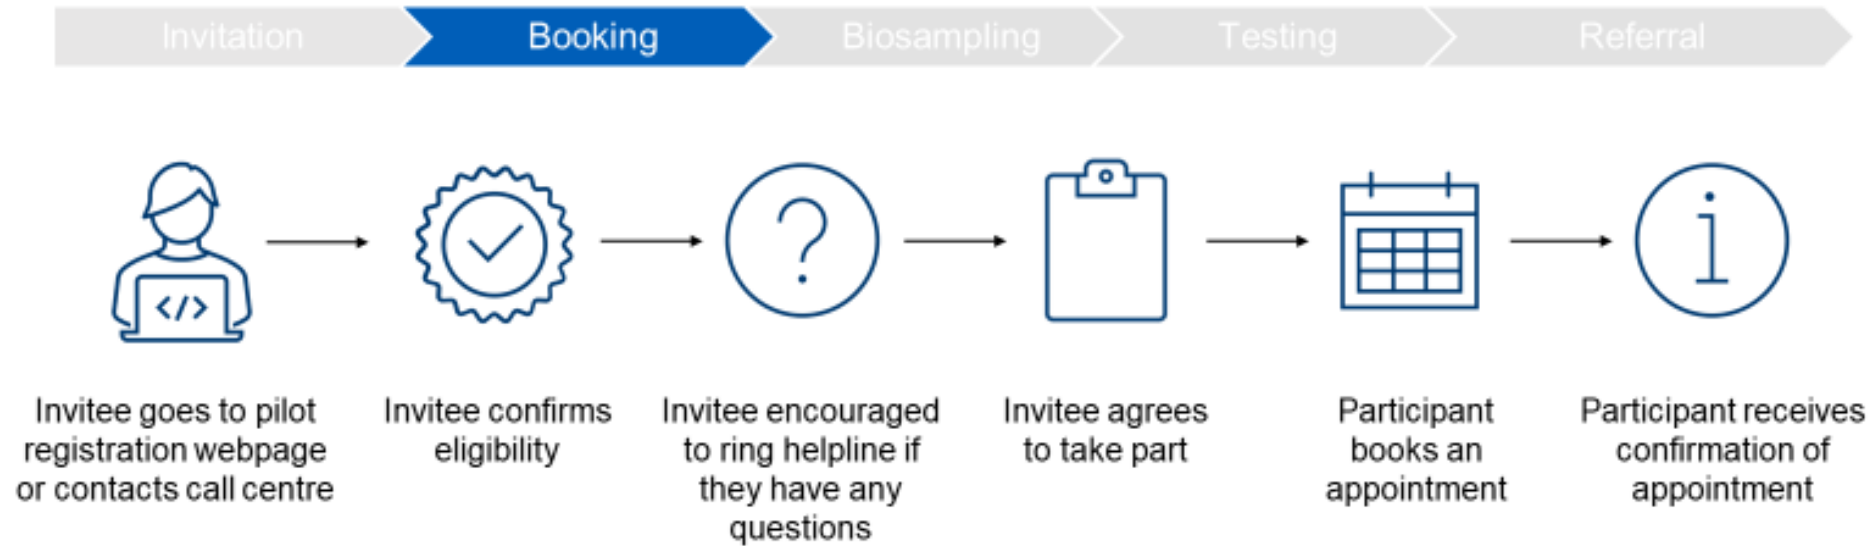 Invitation
Booking
Biosampling
Testing
Referral
</>
Invitee goes to pilot
registration webpage
or contacts call centre
Invitee confirms
eligibility
Invitee encouraged
to ring helpline if
they have any
questions
Invitee agrees
to take part
Participant
books an
appointment
Participant receives
confirmation of
appointment